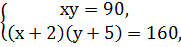 xy = 90,
(x + 2)(y + 5) = 160,